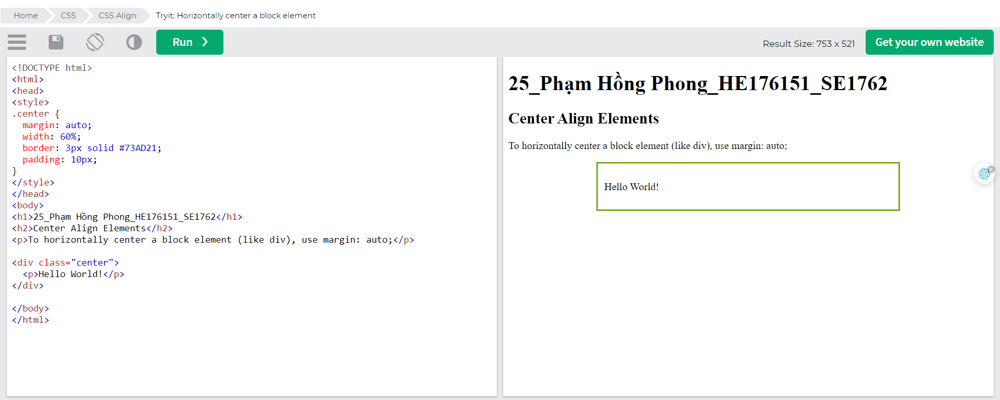 Home CSS CSS Align Tryit: Horizontally center a block element
Run ❯ Result Size: 753 x 521 Get your own website
<!DOCTYPE html>
<html>
<head>
<style>
.center {
  margin: auto;
  width: 60%;
  border: 3px solid #73AD21;
  padding: 10px;
}
</style>
</head>
<body>
<h1>25_Phạm Hồng Phong_HE176151_SE1762</h1>
<h2>Center Align Elements</h2>
<p>To horizontally center a block element (like div), use margin: auto;</p>

<div class="center">
  <p>Hello World!</p>
</div>

</body>
</html>
25_Phạm Hồng Phong_HE176151_SE1762
Center Align Elements
To horizontally center a block element (like div), use margin: auto;
Hello World!